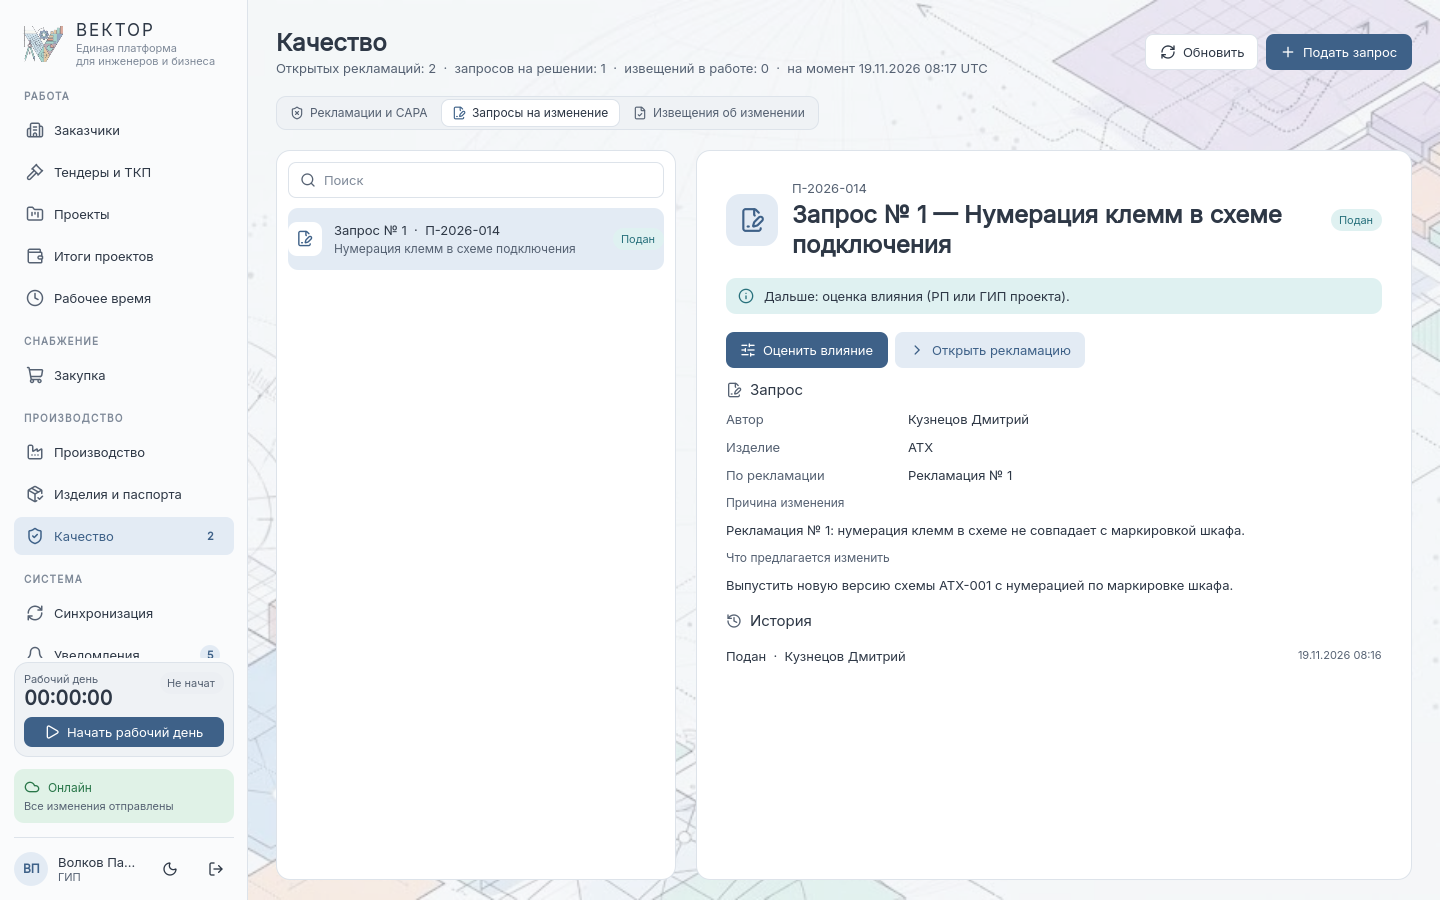 ВЕКТОР
Единая платформа
для инженеров и бизнеса
РАБОТА
Заказчики
Тендеры и ТКП
Проекты
Итоги проектов
Рабочее время
СНАБЖЕНИЕ
Закупка
ПРОИЗВОДСТВО
Производство
Изделия и паспорта
Качество 2
СИСТЕМА
Синхронизация
Уведомления 5
Рабочий день
Не начат
00:00:00
Начать рабочий день
Онлайн
Все изменения отправлены
ВП
Волков Па...
ГИП
Качество
Открытых рекламаций: 2 · запросов на решении: 1 · извещений в работе: 0 · на момент 19.11.2026 08:17 UTC
Обновить
Подать запрос
Рекламации и CAPA
Запросы на изменение
Извещения об изменении
Поиск
Запрос № 1 · П-2026-014
Нумерация клемм в схеме подключения
Подан
П-2026-014
Запрос № 1 — Нумерация клемм в схеме
подключения
Подан
Дальше: оценка влияния (РП или ГИП проекта).
Оценить влияние
Открыть рекламацию
Запрос
Автор Кузнецов Дмитрий
Изделие АТХ
По рекламации Рекламация № 1
Причина изменения
Рекламация № 1: нумерация клемм в схеме не совпадает с маркировкой шкафа.
Что предлагается изменить
Выпустить новую версию схемы АТХ-001 с нумерацией по маркировке шкафа.
История
Подан · Кузнецов Дмитрий 19.11.2026 08:16